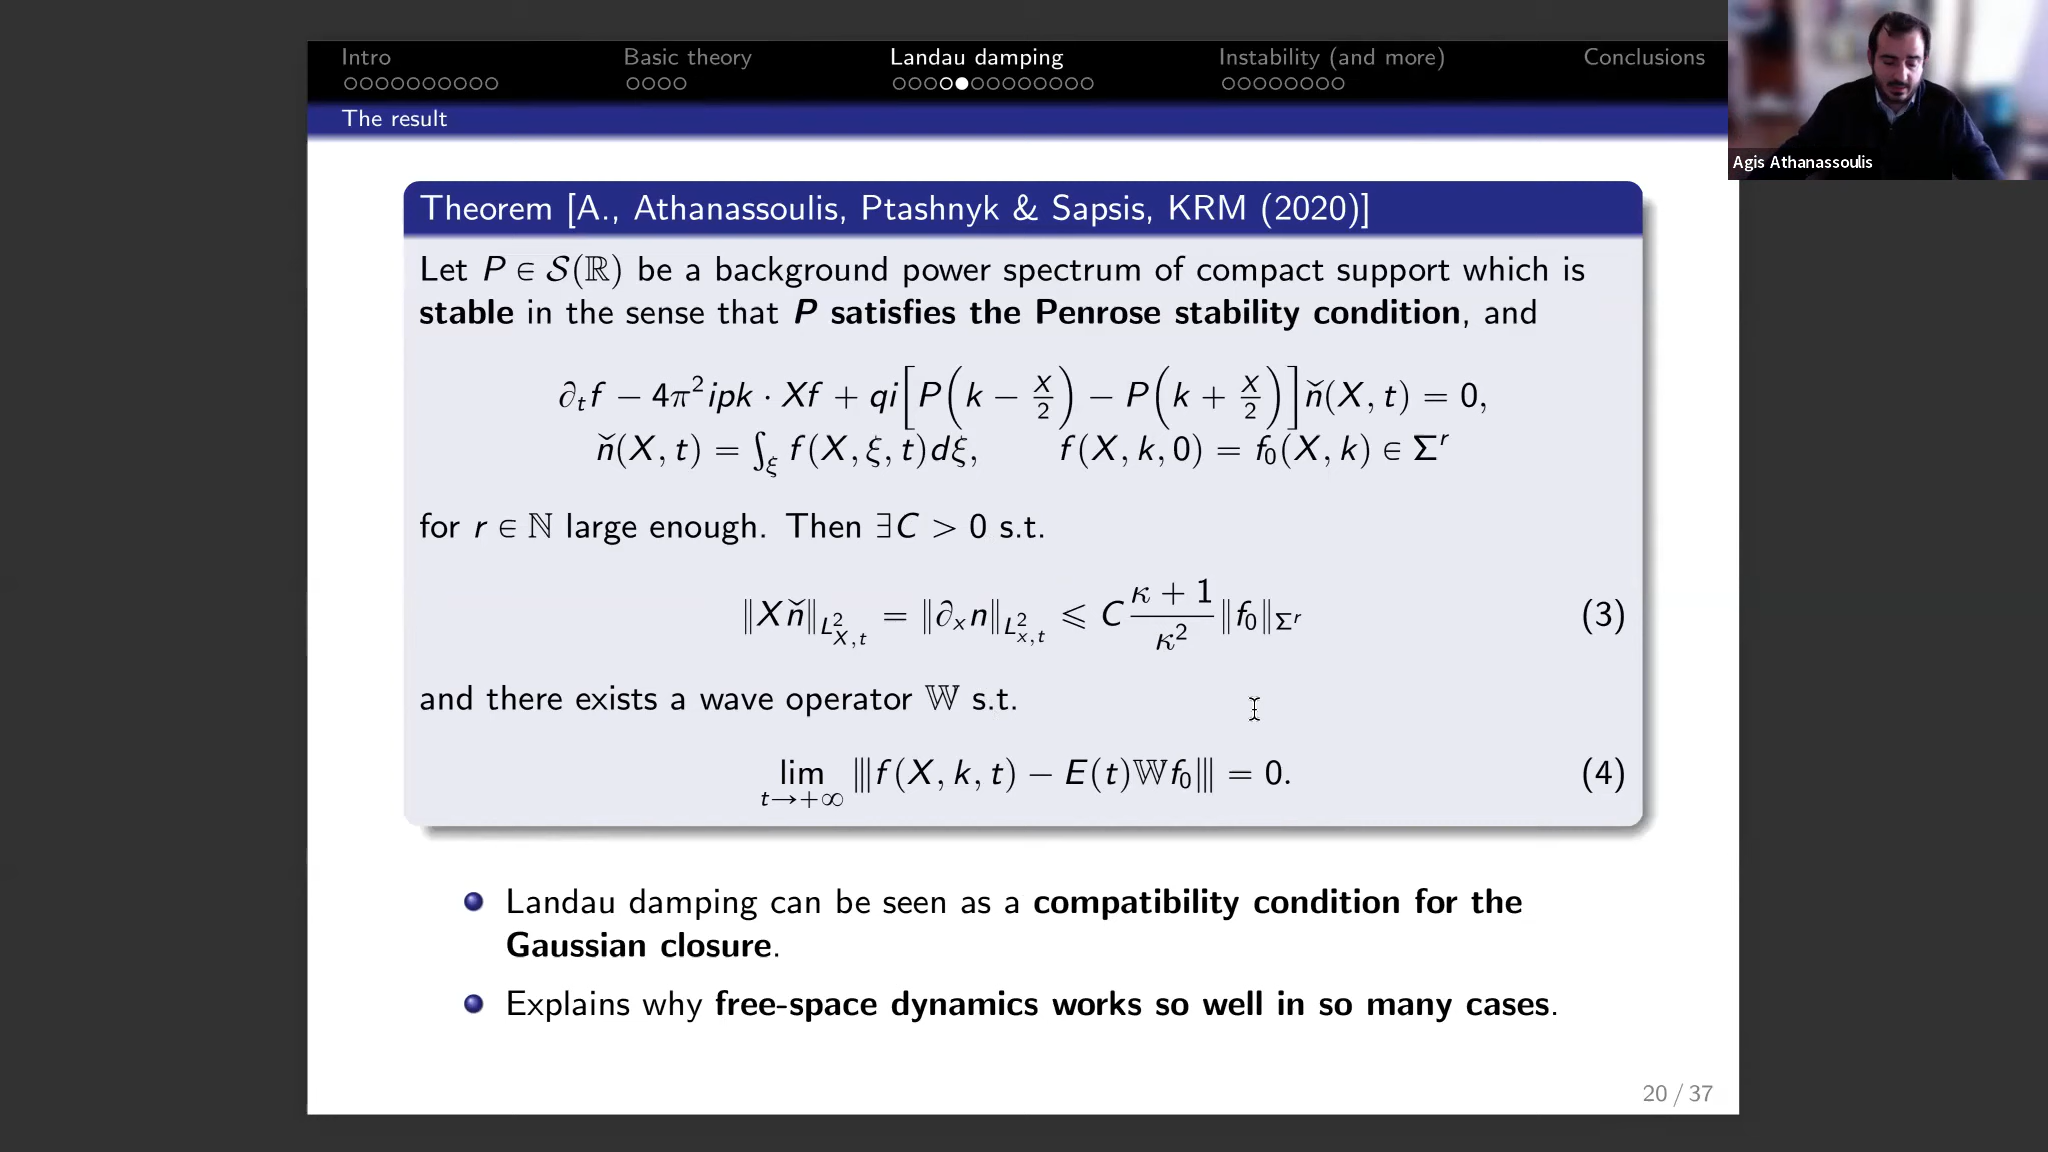 Intro Basic theory Landau damping Instability (and more) Conclusions
The result
Agis Athanassoulis
Theorem [A., Athanassoulis, Ptashnyk & Sapsis, KRM (2020)]
Let P ∈ 𝒮(ℝ) be a background power spectrum of compact support which is
stable in the sense that P satisfies the Penrose stability condition, and
∂ₜf − 4π²ipk · Xf + qi[P(k − X/2) − P(k + X/2)]ň(X, t) = 0,
ň(X, t) = ∫_ξ f(X, ξ, t)dξ, f(X, k, 0) = f₀(X, k) ∈ Σʳ
for r ∈ ℕ large enough. Then ∃C > 0 s.t.
‖Xň‖_{L²_{X,t}} = ‖∂ₓn‖_{L²_{x,t}} ⩽ C (κ + 1)/κ² ‖f₀‖_{Σʳ} (3)
and there exists a wave operator 𝕎 s.t.
lim_{t→+∞} |||f(X, k, t) − E(t)𝕎f₀||| = 0. (4)
Landau damping can be seen as a compatibility condition for the
Gaussian closure.
Explains why free-space dynamics works so well in so many cases.
20 / 37